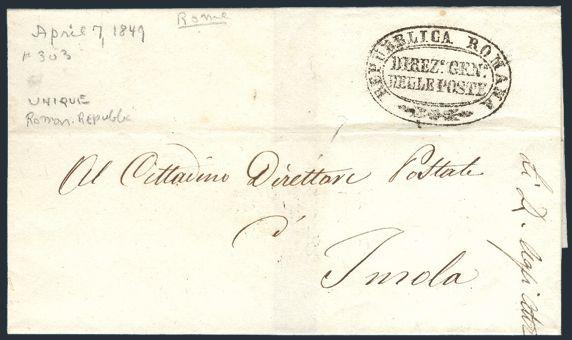 Rome
April 7, 1849
# 303
UNIQUE
Roman Republic
REPUBBLICA ROMANA
DIREZ.e GEN.e
DELLE POSTE
Al Cittadino Direttore Postale
Imola